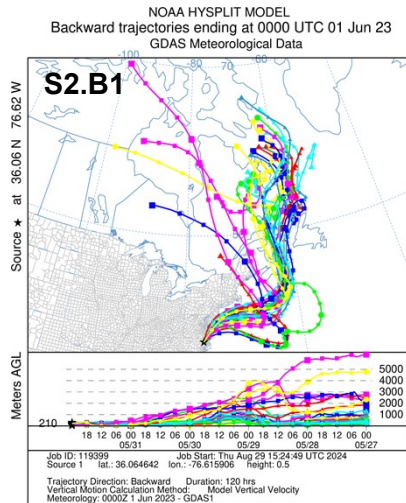 NOAA HYSPLIT MODEL
Backward trajectories ending at 0000 UTC 01 Jun 23
GDAS Meteorological Data
S2.B1
-100 -80 -60
Source ★ at 36.06 N 76.62 W
Meters AGL
210
5000
4000
3000
2000
1000
18 12 06 00 18 12 06 00 18 12 06 00 18 12 06 00 18 12 06 00
05/31 05/30 05/29 05/28 05/27
Job ID: 119399 Job Start: Thu Aug 29 15:24:49 UTC 2024
Source 1 lat.: 36.064642 lon.: -76.615906 height: 0.5
Trajectory Direction: Backward Duration: 120 hrs
Vertical Motion Calculation Method: Model Vertical Velocity
Meteorology: 0000Z 1 Jun 2023 - GDAS1